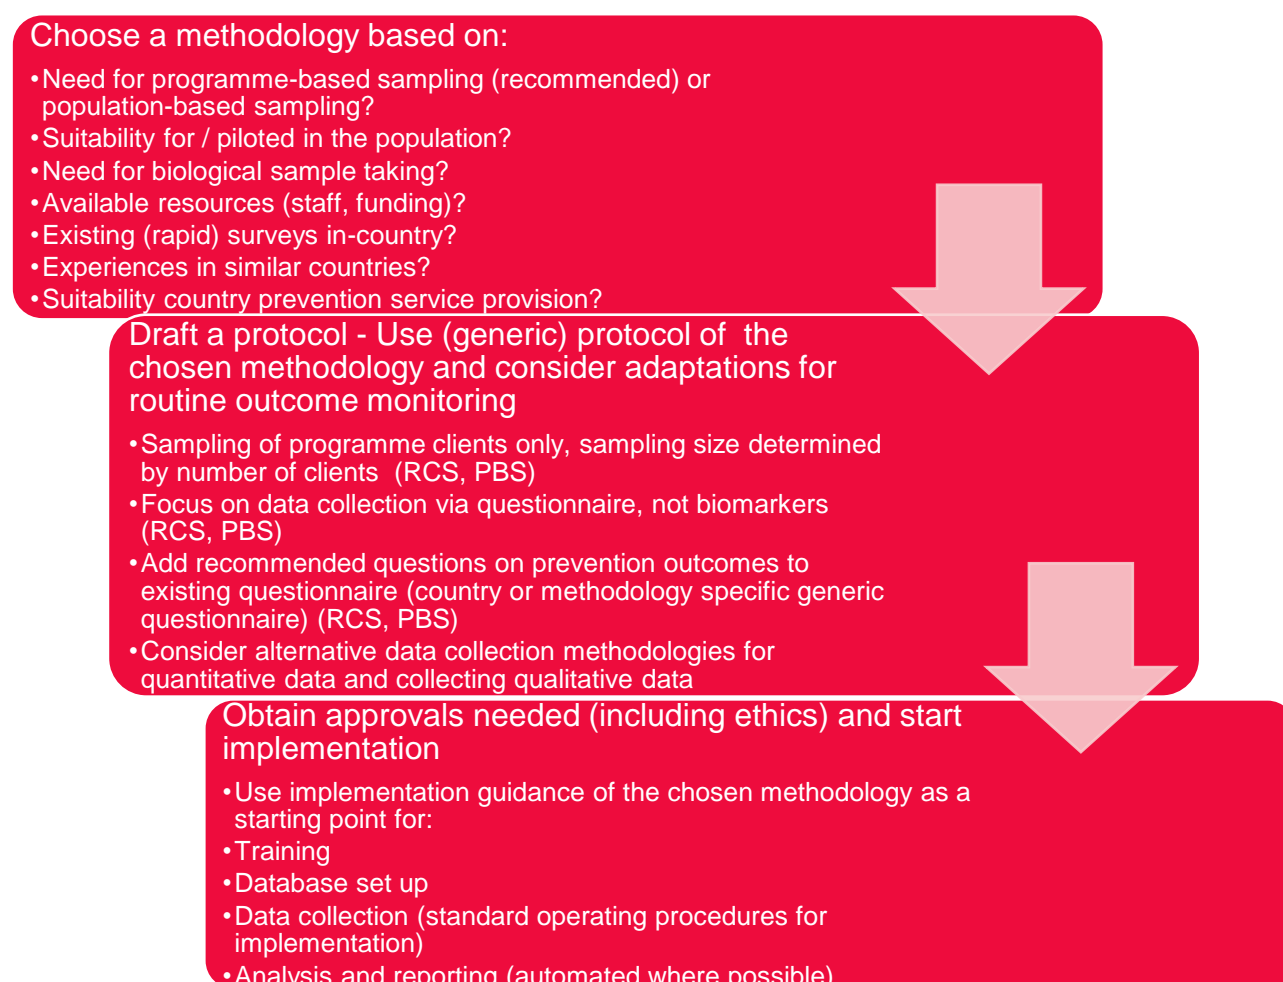 Choose a methodology based on:
•Need for programme-based sampling (recommended) or
population-based sampling?
•Suitability for / piloted in the population?
•Need for biological sample taking?
•Available resources (staff, funding)?
•Existing (rapid) surveys in-country?
•Experiences in similar countries?
•Suitability country prevention service provision?
Draft a protocol - Use (generic) protocol of  the
chosen methodology and consider adaptations for
routine outcome monitoring
•Sampling of programme clients only, sampling size determined
by number of clients  (RCS, PBS)
•Focus on data collection via questionnaire, not biomarkers
(RCS, PBS)
•Add recommended questions on prevention outcomes to
existing questionnaire (country or methodology specific generic
questionnaire) (RCS, PBS)
•Consider alternative data collection methodologies for
quantitative data and collecting qualitative data
Obtain approvals needed (including ethics) and start
implementation
•Use implementation guidance of the chosen methodology as a
starting point for:
•Training
•Database set up
•Data collection (standard operating procedures for
implementation)
•Analysis and reporting (automated where possible)